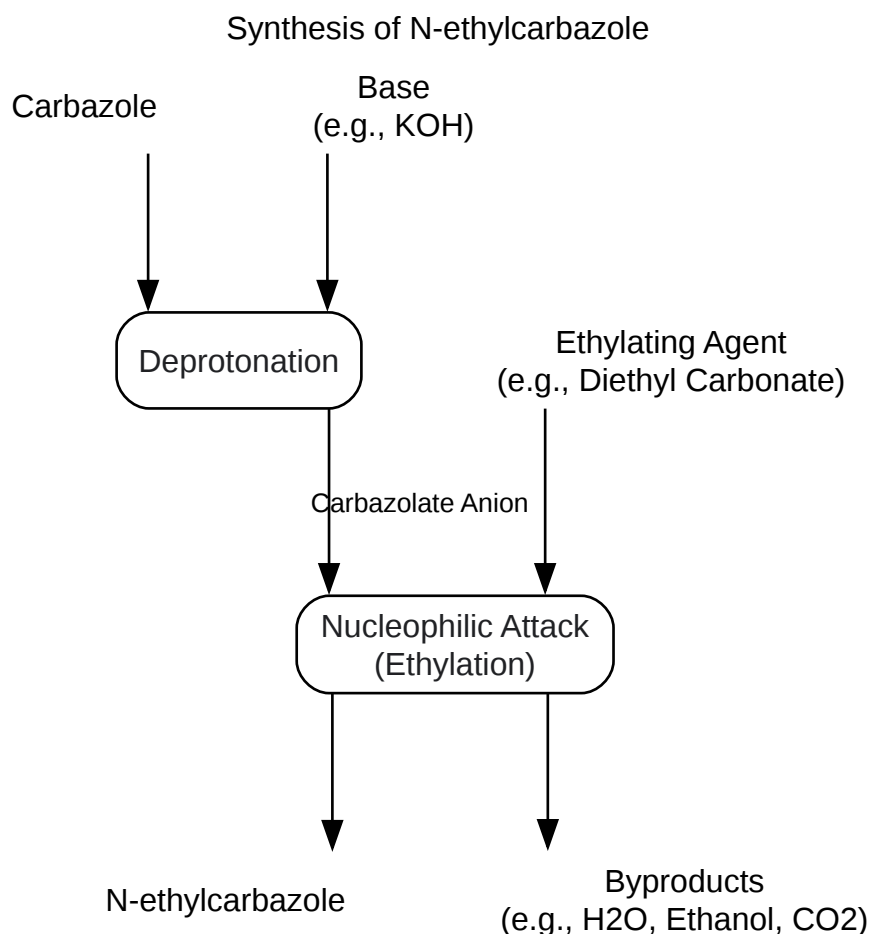 Synthesis of N-ethylcarbazole
Carbazole
Base
(e.g., KOH)
Deprotonation
Ethylating Agent
(e.g., Diethyl Carbonate)
Carbazolate Anion
Nucleophilic Attack
(Ethylation)
N-ethylcarbazole
Byproducts
(e.g., H2O, Ethanol, CO2)